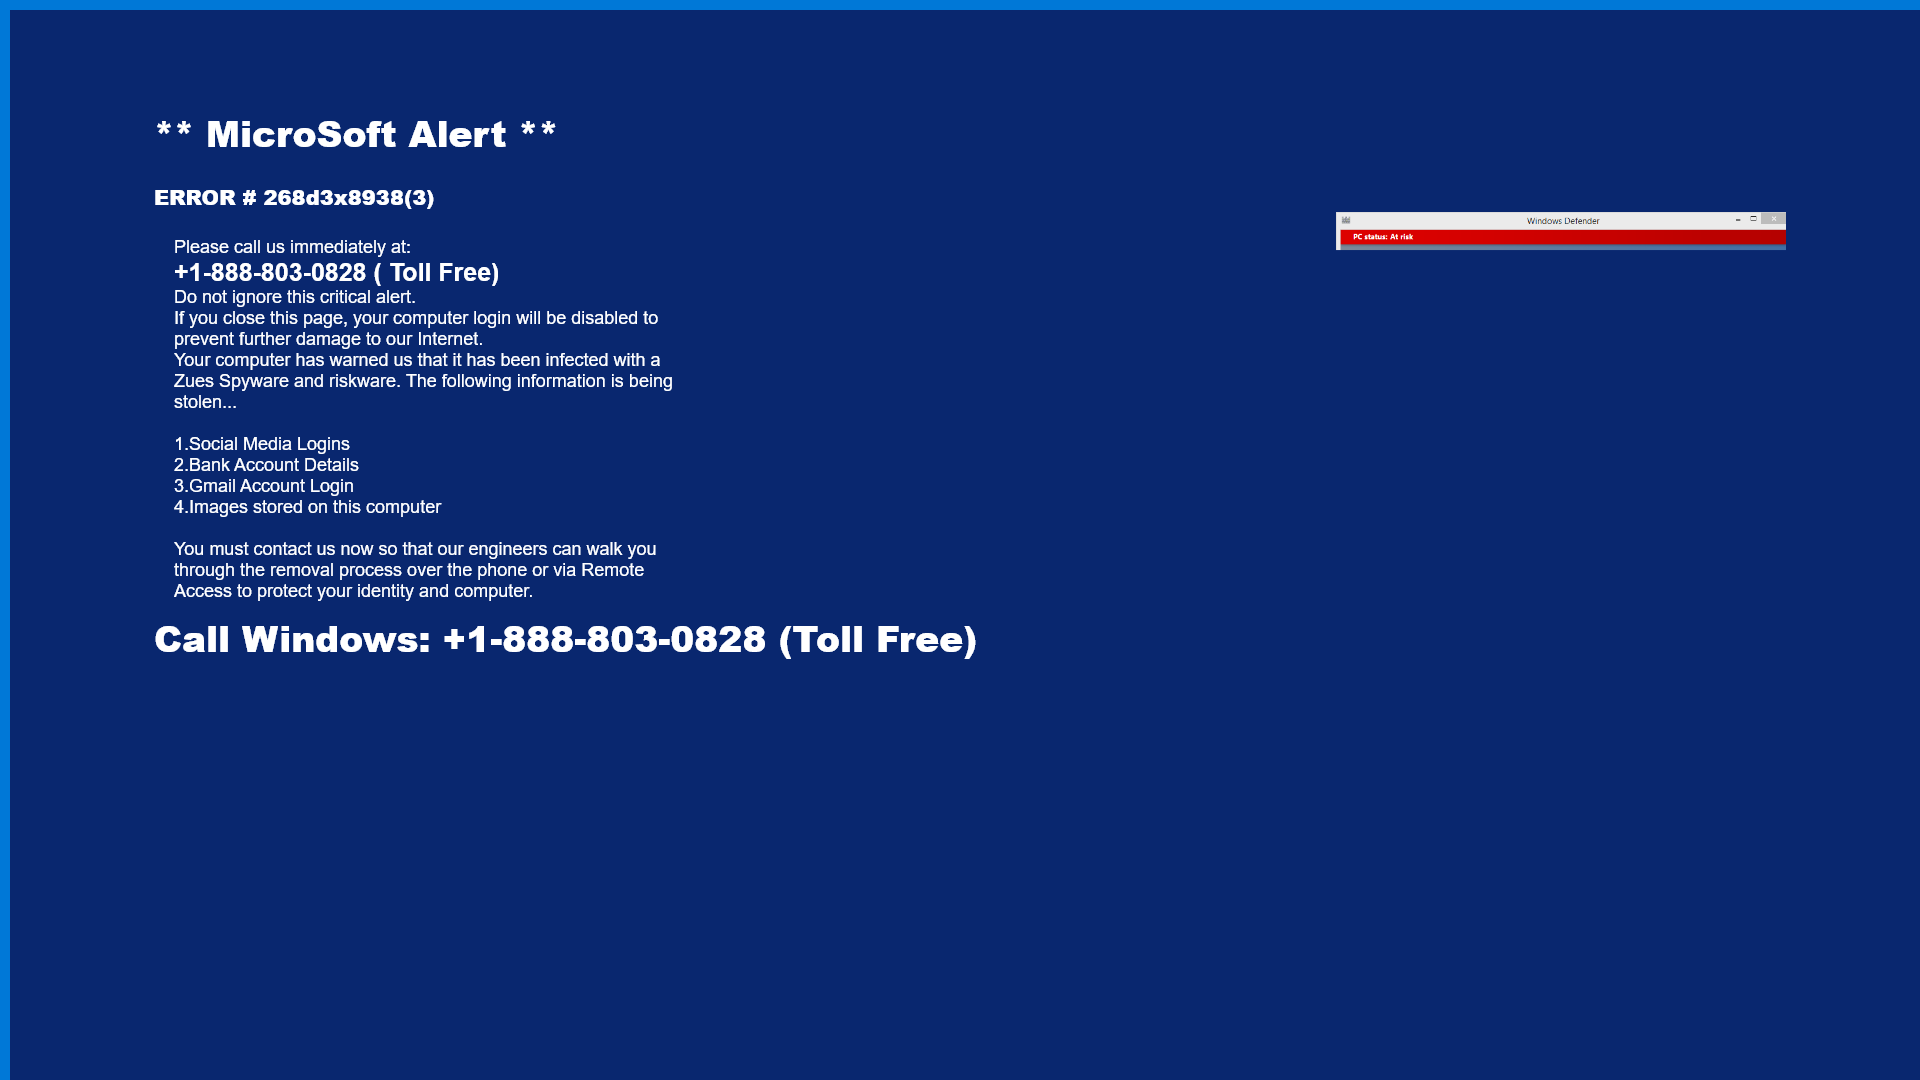 ** MicroSoft Alert **
ERROR # 268d3x8938(3)
Windows Defender
PC status: At risk
Please call us immediately at:
+1-888-803-0828 ( Toll Free)
Do not ignore this critical alert.
If you close this page, your computer login will be disabled to
prevent further damage to our Internet.
Your computer has warned us that it has been infected with a
Zues Spyware and riskware. The following information is being
stolen...
1.Social Media Logins
2.Bank Account Details
3.Gmail Account Login
4.Images stored on this computer
You must contact us now so that our engineers can walk you
through the removal process over the phone or via Remote
Access to protect your identity and computer.
Call Windows: +1-888-803-0828 (Toll Free)